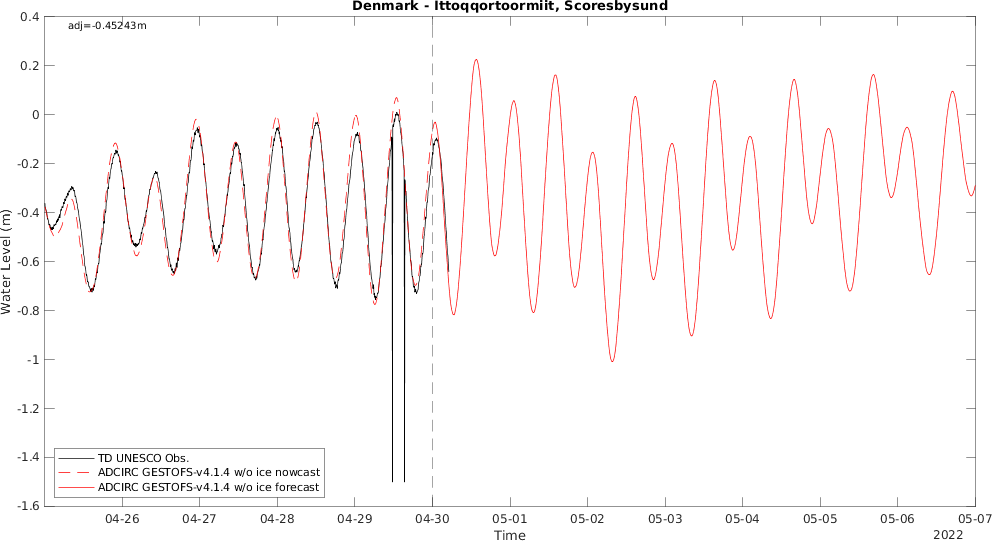 Denmark - Ittoqqortoormiit, Scoresbysund
adj=-0.45243m
0.4
0.2
0
-0.2
-0.4
-0.6
-0.8
-1
-1.2
-1.4
-1.6
Water Level (m)
TD UNESCO Obs.
ADCIRC GESTOFS-v4.1.4 w/o ice nowcast
ADCIRC GESTOFS-v4.1.4 w/o ice forecast
04-26 04-27 04-28 04-29 04-30 05-01 05-02 05-03 05-04 05-05 05-06 05-07
Time
2022